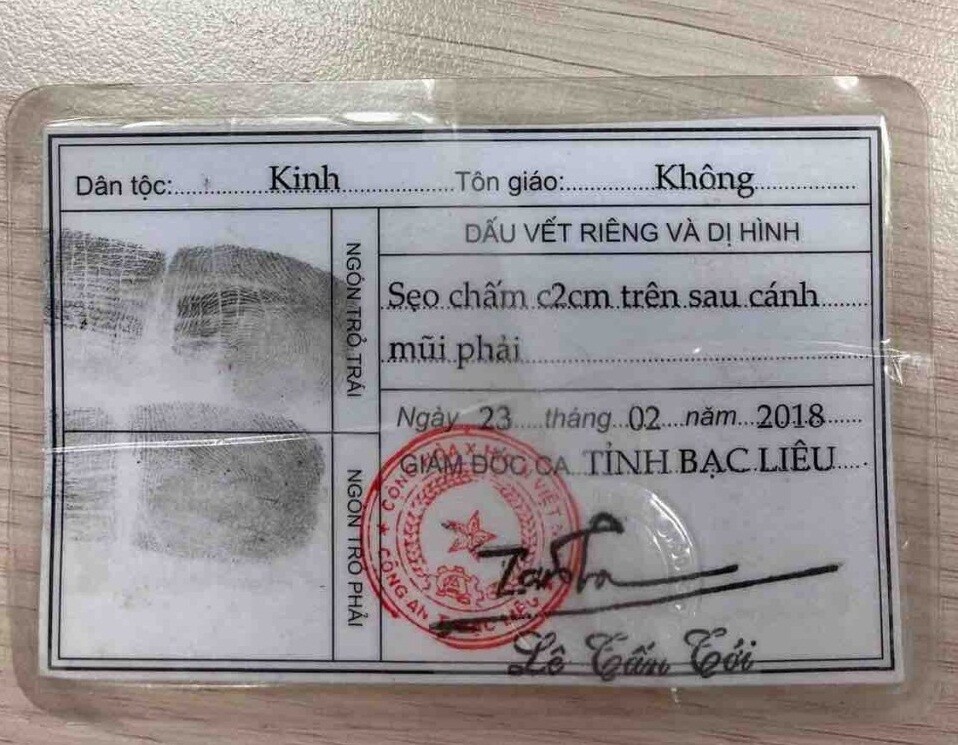 Dân tộc: Kinh Tôn giáo: Không
NGÓN TRỎ TRÁI
NGÓN TRỎ PHẢI
DẤU VẾT RIÊNG VÀ DỊ HÌNH
Sẹo chấm c2cm trên sau cánh
mũi phải
Ngày 23 tháng 02 năm 2018
GIÁM ĐỐC CA TỈNH BẠC LIÊU
CÔNG AN
Lê Tấn Tới